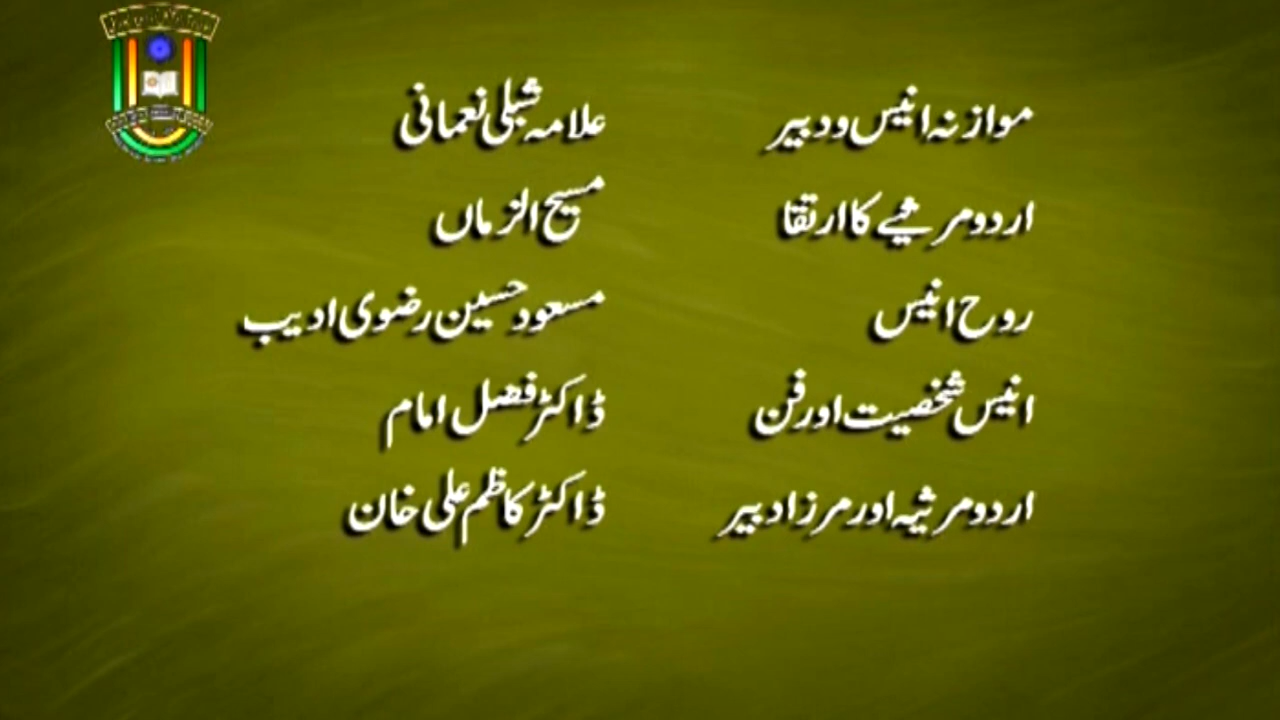 موازنہ انیس و دبیر علامہ شبلی نعمانی
اردو مرثیے کا ارتقا مسیح الزماں
روح انیس مسعود حسین رضوی ادیب
انیس شخصیت اور فن ڈاکٹر فضل امام
اردو مرثیہ اور مرزا دبیر ڈاکٹر کاظم علی خان